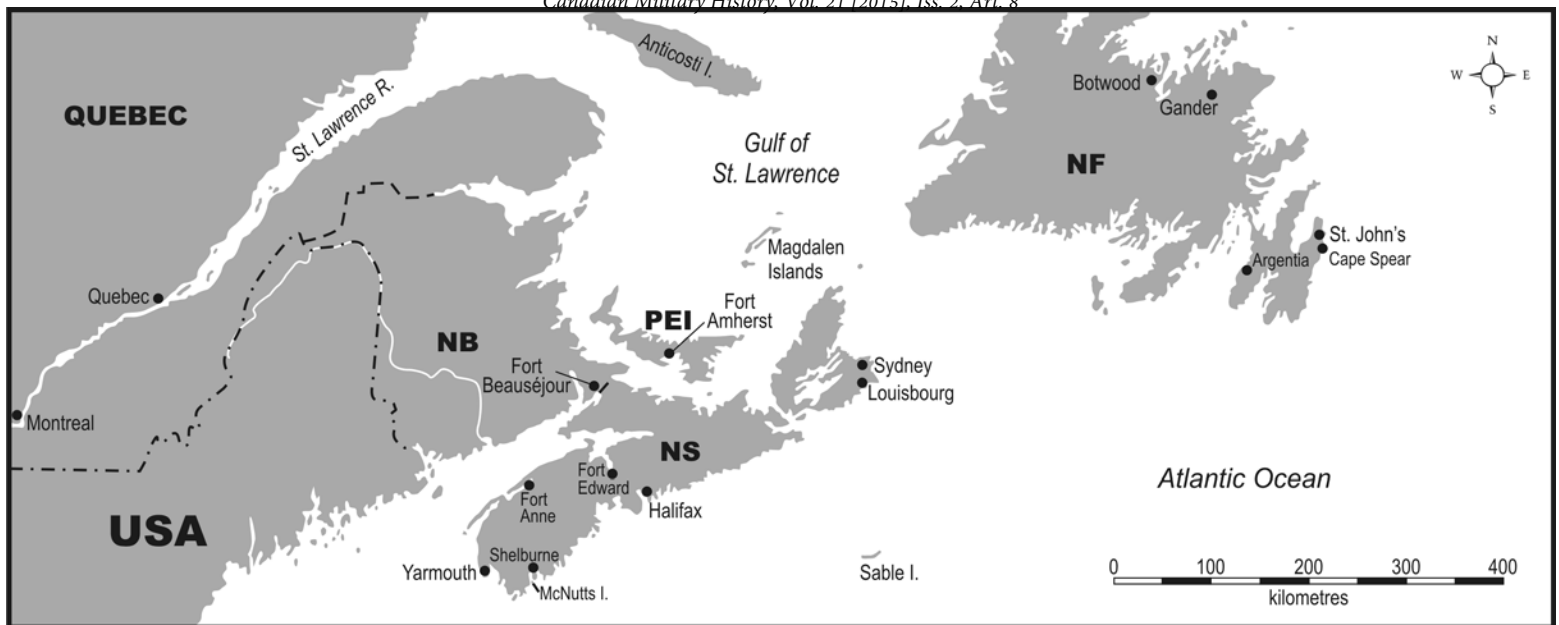 Canadian Military History, Vol. 21 [2015], Iss. 2, Art. 8
Anticosti I.
QUEBEC
St. Lawrence R.
Gulf of
St. Lawrence
Botwood
Gander
NF
N
W
E
S
Magdalen
Islands
St. John's
Cape Spear
Argentia
Quebec
NB
PEI
Fort
Amherst
Fort
Beauséjour
Sydney
Louisbourg
Montreal
NS
Fort
Edward
Fort
Anne
Halifax
Atlantic Ocean
USA
Yarmouth
Shelburne
McNutts I.
Sable I.
0 100 200 300 400
kilometres